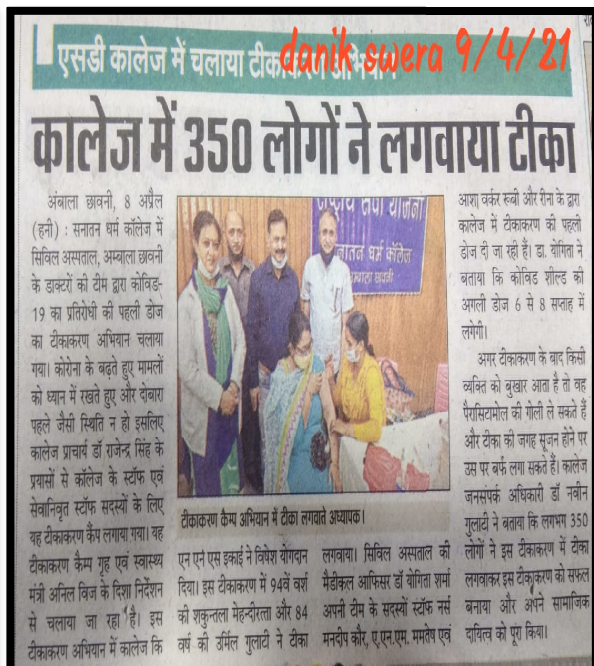 danik swera 9/4/21
एसडी कालेज में चलाया
कालेज में 350 लोगों ने लगवाया टीका
अंबाला छावनी, 8 अप्रैल
(हनी) : सनातन धर्म कॉलेज में
सिविल अस्पताल, अम्बाला छावनी
के डाक्टरों की टीम द्वारा कोविड-
19 का प्रतिरोधी की पहली डोज
का टीकाकरण अभियान चलाया
गया। कोरोना के बढ़ते हुए मामलों
को ध्यान में रखते हुए और दोबारा
पहले जैसी स्थिति न हो इसलिए
कालेज प्राचार्य डॉ राजेन्द्र सिंह के
प्रयासों से कॉलेज के स्टॉफ एवं
सेवानिवृत स्टॉफ सदस्यों के लिए
यह टीकाकरण कैंप लगाया गया। यह
टीकाकरण कैम्प गृह एवं स्वास्थ्य
मंत्री अनिल विज के दिशा निर्देशन
से चलाया जा रहा है। इस
टीकाकरण अभियान में कालेज कि
राष्ट्रीय सेवा योजना
सनातन धर्म कॉलेज
अम्बाला छावनी
टीकाकरण कैम्प अभियान में टीका लगवाते अध्यापक।
एन एन एस इकाई ने विषेश योगदान
दिया। इस टीकाकरण में 94वें वर्श
की शकुन्तला मेहन्दीरत्ता और 84
वर्ष की उर्मिल गुलाटी ने टीका
लगवाया। सिविल अस्पताल की
मैडीकल आफिसर डॉ योगिता शर्मा
अपनी टीम के सदस्यों स्टॉफ नर्स
मनदीप कौर, ए.एन.एम. ममतेष एवं
आशा वर्कर रूबी और रीना के द्वारा
कालेज में टीकाकरण की पहली
डोज दी जा रही हैं। डा. योगिता ने
बताया कि कोविड शील्ड की
अगली डोज 6 से 8 सप्ताह में
लगेगी।
अगर टीकाकरण के बाद किसी
व्यक्ति को बुखार आता है तो वह
पैरासिटामोल की गोली ले सकते हैं
और टीका की जगह सूजन होने पर
उस पर बर्फ लगा सकते हैं। कालेज
जनसंपर्क अधिकारी डॉ नवीन
गुलाटी ने बताया कि लगभग 350
लोगों ने इस टीकाकरण में टीका
लगवाकर इस टीकाकरण को सफल
बनाया और अपने सामाजिक
दायित्व को पूरा किया।